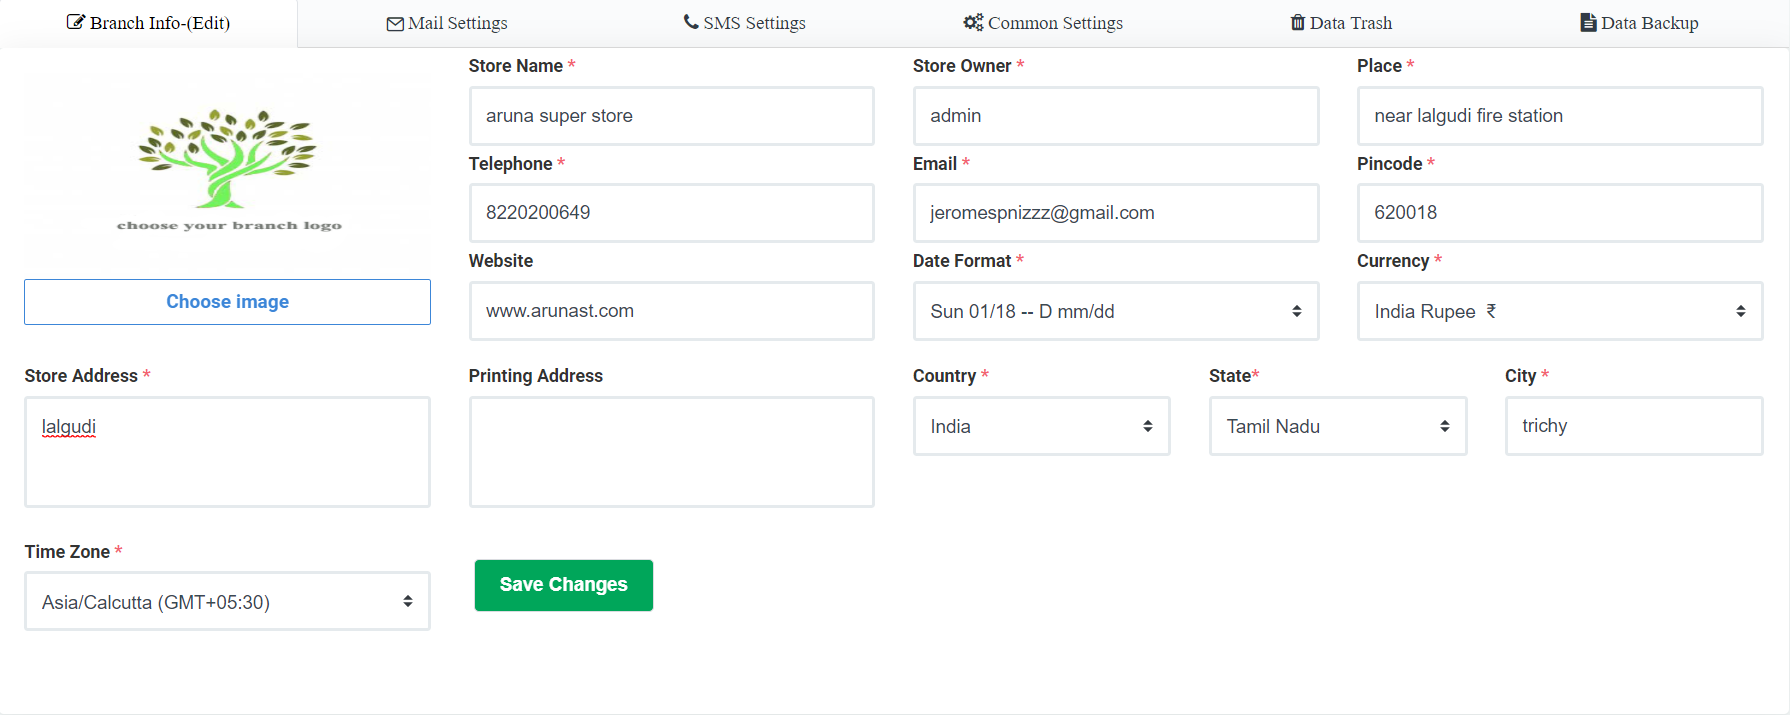 Branch Info-(Edit) Mail Settings SMS Settings Common Settings Data Trash Data Backup
choose your branch logo
Choose image
Store Name * Store Owner * Place *
aruna super store admin near lalgudi fire station
Telephone * Email * Pincode *
8220200649 jeromespnizzz@gmail.com 620018
Website Date Format * Currency *
www.arunast.com Sun 01/18 -- D mm/dd India Rupee ₹
Store Address * Printing Address Country * State* City *
lalgudi India Tamil Nadu trichy
Time Zone *
Asia/Calcutta (GMT+05:30)
Save Changes